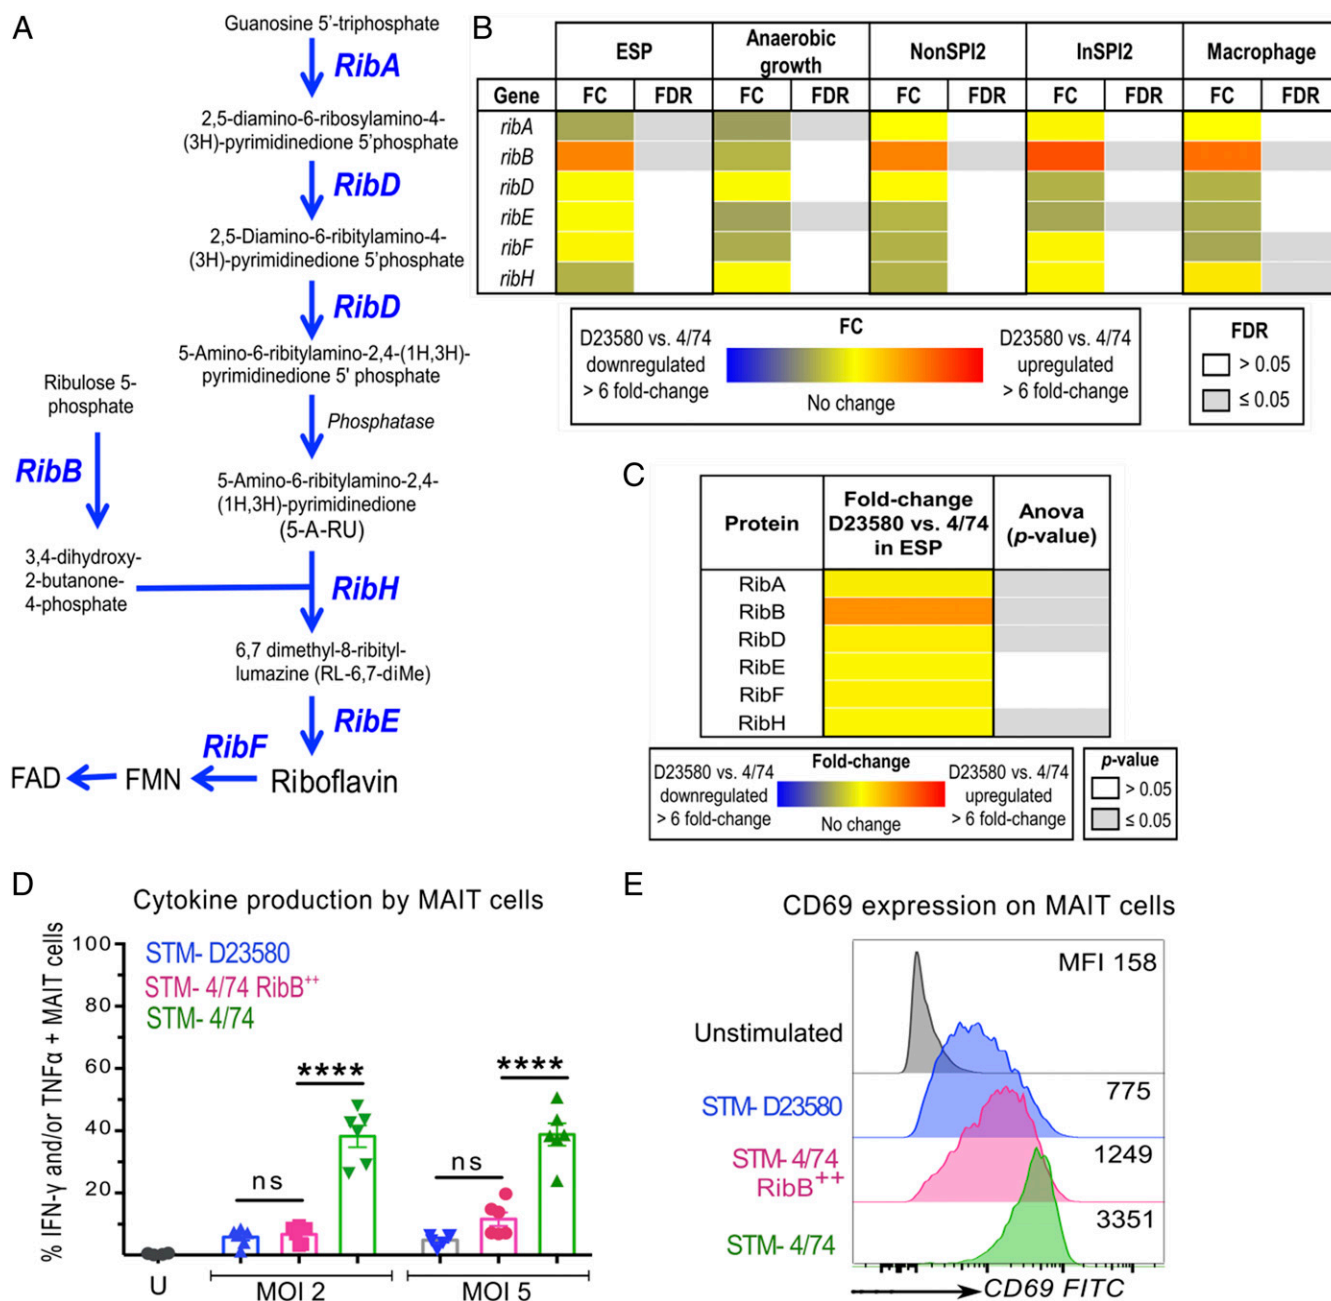 A
Guanosine 5'-triphosphate
RibA
2,5-diamino-6-ribosylamino-4-
(3H)-pyrimidinedione 5'phosphate
RibD
2,5-Diamino-6-ribitylamino-4-
(3H)-pyrimidinedione 5'phosphate
RibD
5-Amino-6-ribitylamino-2,4-(1H,3H)-
pyrimidinedione 5' phosphate
Phosphatase
Ribulose 5-
phosphate
RibB
5-Amino-6-ribitylamino-2,4-
(1H,3H)-pyrimidinedione
(5-A-RU)
3,4-dihydroxy-
2-butanone-
4-phosphate
RibH
6,7 dimethyl-8-ribityl-
lumazine (RL-6,7-diMe)
RibE
RibF
FAD
FMN
Riboflavin
B
ESP
Anaerobic
growth
NonSPI2
InSPI2
Macrophage
Gene FC FDR FC FDR FC FDR FC FDR FC FDR
ribA
ribB
ribD
ribE
ribF
ribH
FC
D23580 vs. 4/74
downregulated
> 6 fold-change
No change
D23580 vs. 4/74
upregulated
> 6 fold-change
FDR
> 0.05
≤ 0.05
C
Protein
Fold-change
D23580 vs. 4/74
in ESP
Anova
(p-value)
RibA
RibB
RibD
RibE
RibF
RibH
Fold-change
D23580 vs. 4/74
downregulated
> 6 fold-change
No change
D23580 vs. 4/74
upregulated
> 6 fold-change
p-value
> 0.05
≤ 0.05
D
Cytokine production by MAIT cells
% IFN-γ and/or TNFα + MAIT cells
100
80
60
40
20
STM- D23580
STM- 4/74 RibB++
STM- 4/74
ns
****
ns
****
U
MOI 2
MOI 5
E
CD69 expression on MAIT cells
MFI 158
Unstimulated
775
STM- D23580
1249
STM- 4/74
RibB++
3351
STM- 4/74
CD69 FITC